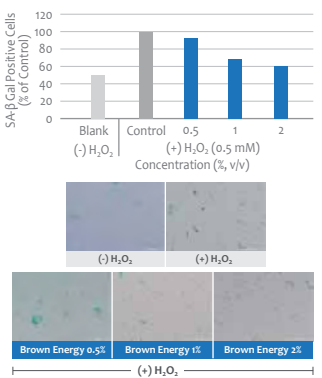 SA-β Gal Positive Cells
(% of Control)
120
100
80
60
40
20
0
Blank Control 0.5 1 2
(-) H₂O₂ (+) H₂O₂ (0.5 mM)
Concentration (%, v/v)
(-) H₂O₂ (+) H₂O₂
Brown Energy 0.5% Brown Energy 1% Brown Energy 2%
(+) H₂O₂